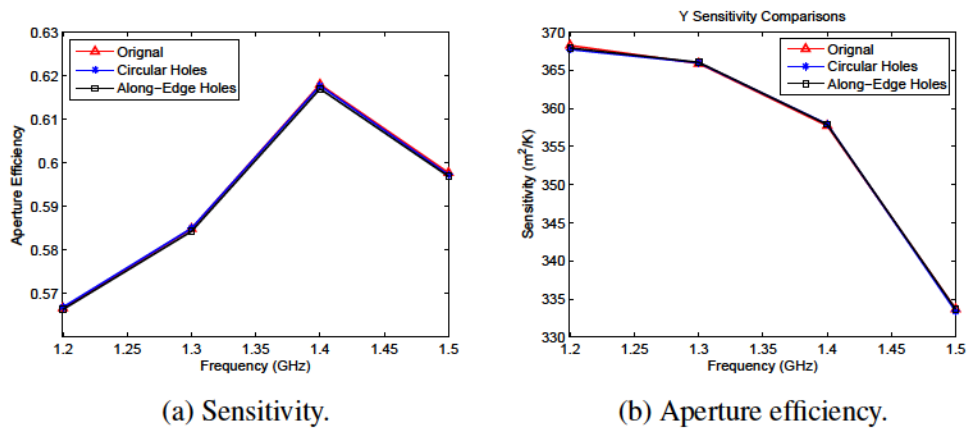 0.63
0.62
0.61
0.6
0.59
0.58
0.57
Aperture Efficiency
Orignal
Circular Holes
Along-Edge Holes
1.2 1.25 1.3 1.35 1.4 1.45 1.5
Frequency (GHz)
(a) Sensitivity.
Y Sensitivity Comparisons
370
365
360
355
350
345
340
335
330
Sensitivity (m²/K)
Orignal
Circular Holes
Along-Edge Holes
1.2 1.25 1.3 1.35 1.4 1.45 1.5
Frequency (GHz)
(b) Aperture efficiency.